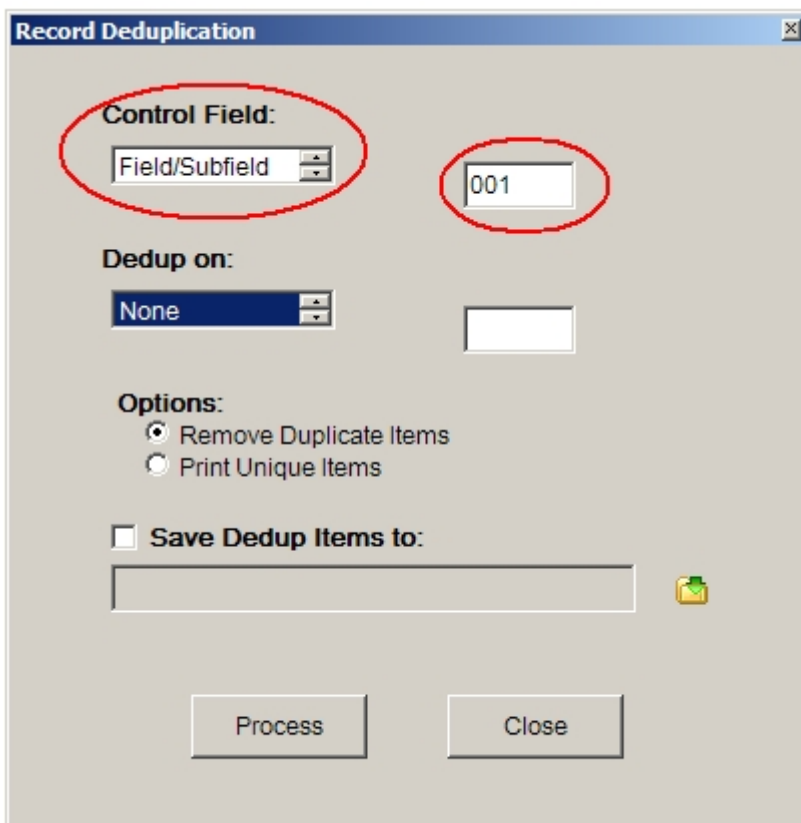 Record Deduplication
Control Field:
Field/Subfield
001
Dedup on:
None
Options:
Remove Duplicate Items
Print Unique Items
Save Dedup Items to:
Process
Close